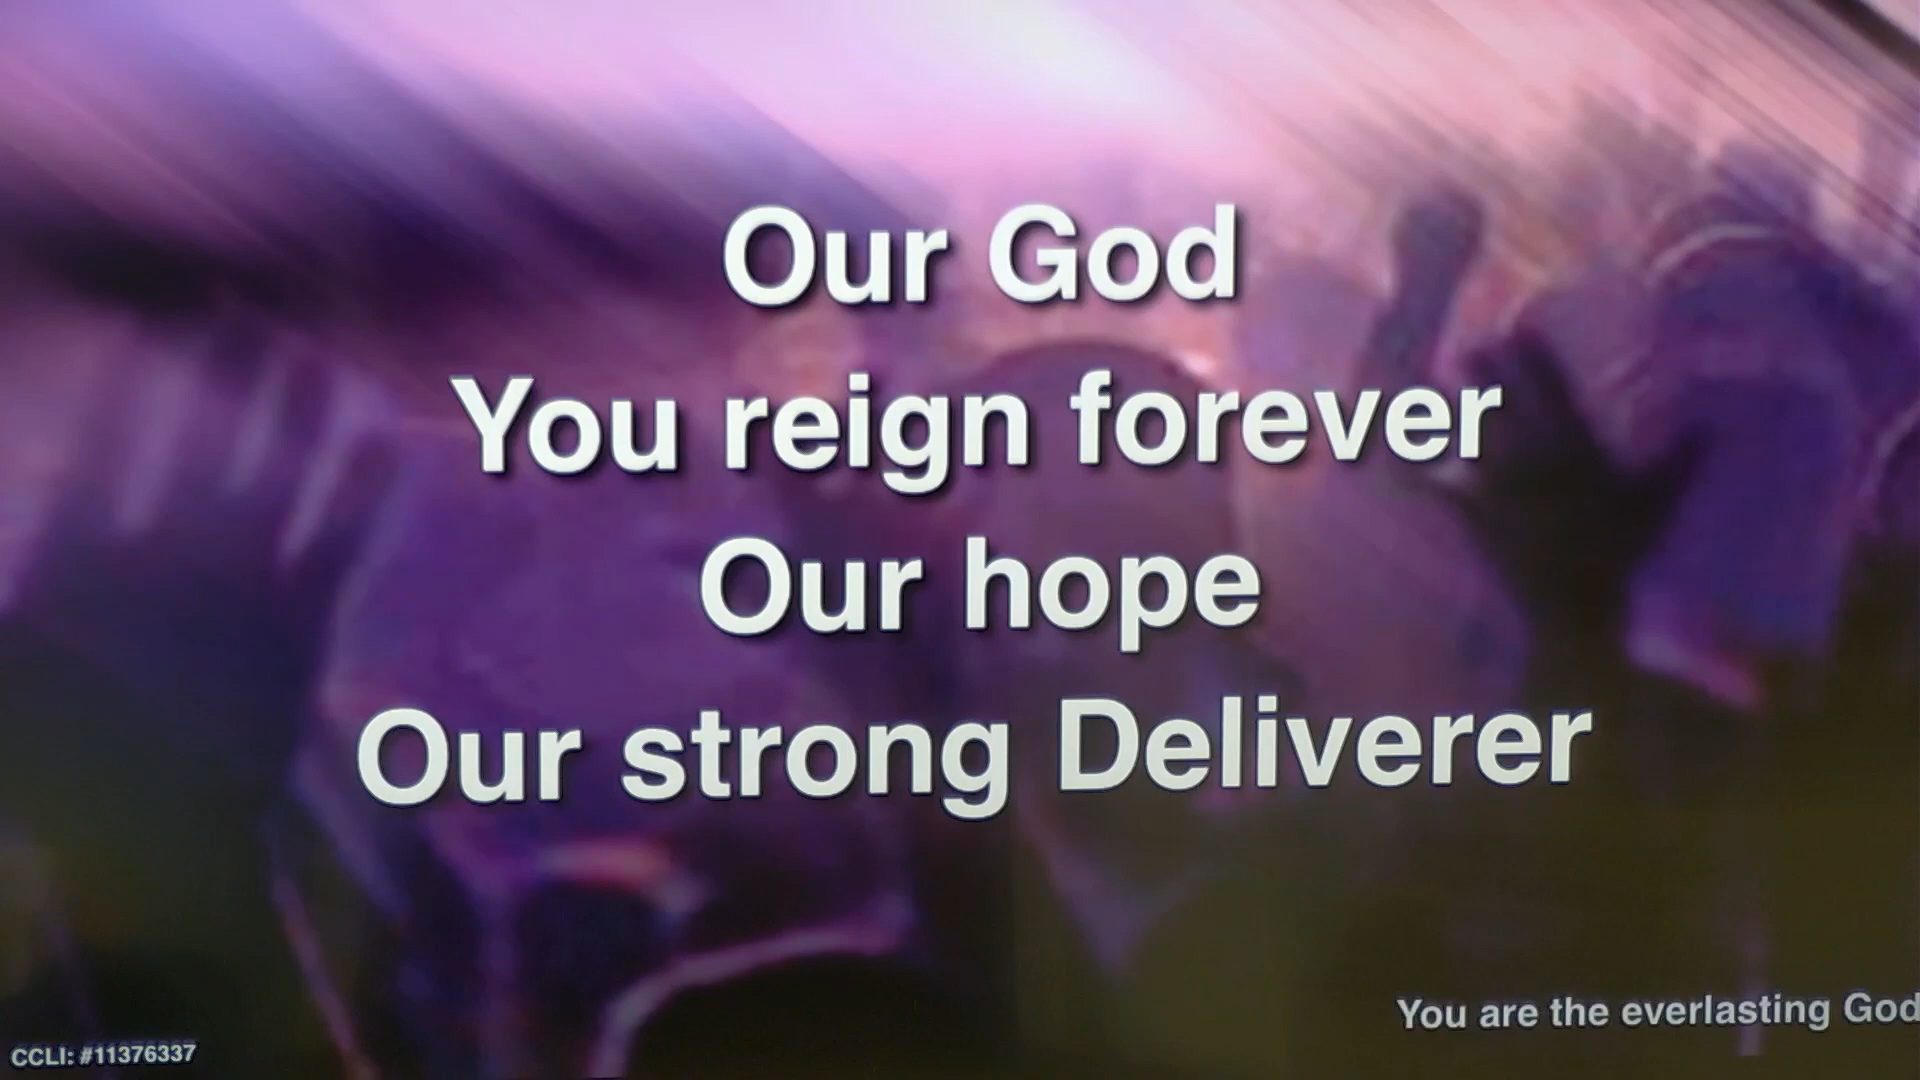 Our God
You reign forever
Our hope
Our strong Deliverer
You are the everlasting God
CCLI: #11376337